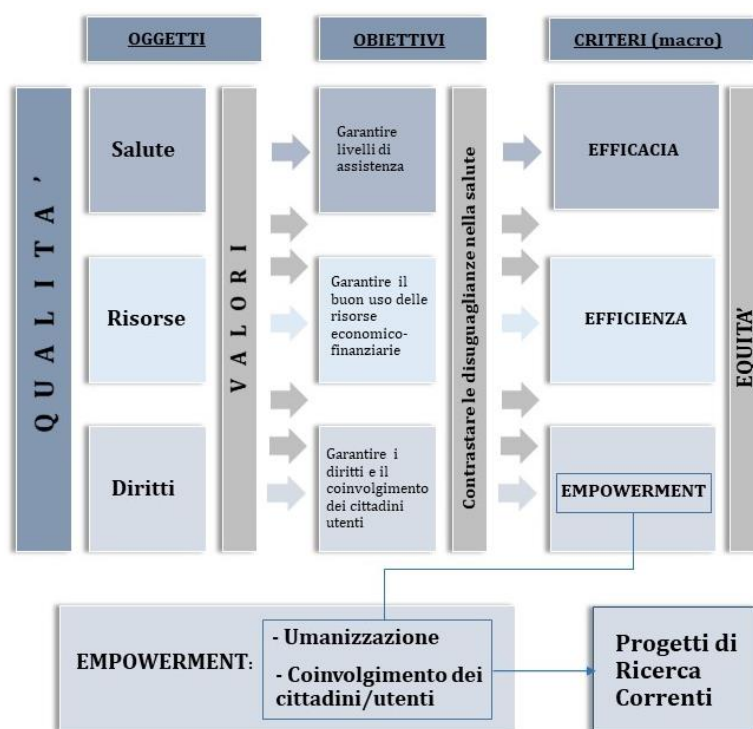 OGGETTI
OBIETTIVI
CRITERI (macro)
QUALITA'
Salute
VALORI
Garantire
livelli di
assistenza
Contrastare le disuguaglianze nella salute
EFFICACIA
EQUITA'
Risorse
Garantire il
buon uso delle
risorse
economico-
finanziarie
EFFICIENZA
Diritti
Garantire i
diritti e il
coinvolgimento
dei cittadini
utenti
EMPOWERMENT
EMPOWERMENT:
- Umanizzazione
- Coinvolgimento dei
cittadini/utenti
Progetti di
Ricerca
Correnti